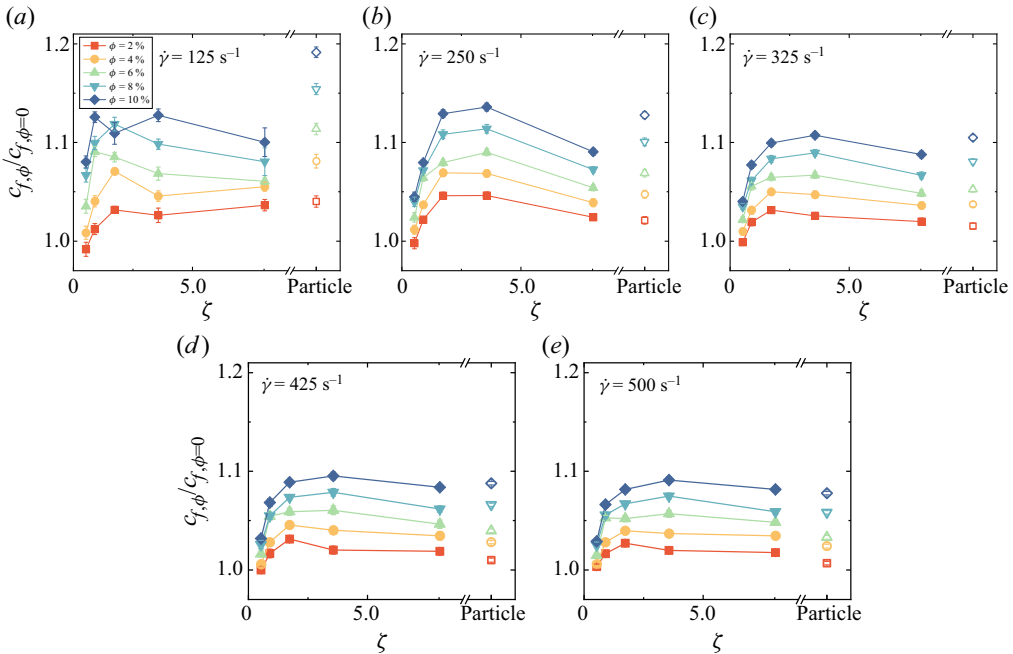 (a)
(b)
(c)
1.2
1.1
1.0
c_{f,ϕ}/c_{f,ϕ=0}
ϕ = 2 %
ϕ = 4 %
ϕ = 6 %
ϕ = 8 %
ϕ = 10 %
γ̇ = 125 s⁻¹
0
5.0
Particle
ζ
1.2
1.1
1.0
γ̇ = 250 s⁻¹
0
5.0
Particle
ζ
1.2
1.1
1.0
γ̇ = 325 s⁻¹
0
5.0
Particle
ζ
(d)
(e)
1.2
1.1
1.0
c_{f,ϕ}/c_{f,ϕ=0}
γ̇ = 425 s⁻¹
0
5.0
Particle
ζ
1.2
1.1
1.0
γ̇ = 500 s⁻¹
0
5.0
Particle
ζ